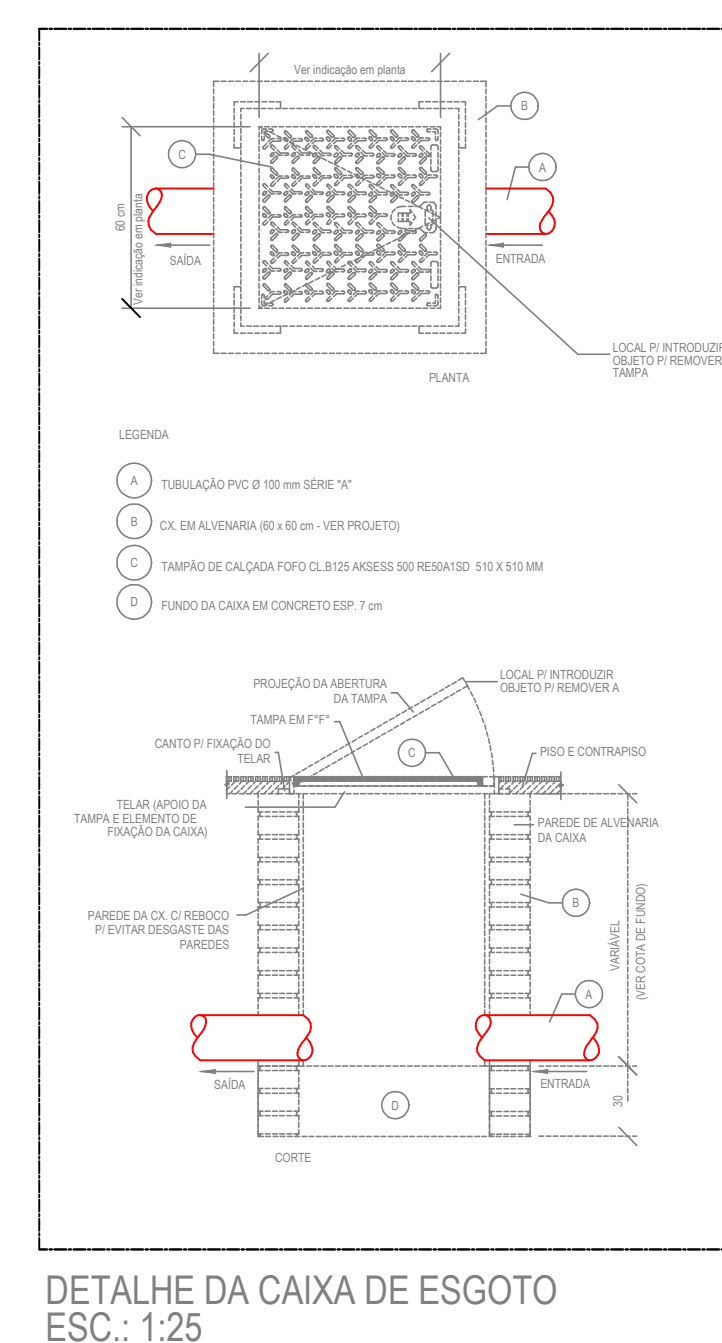 Ver indicação em planta
B
C
A
60 cm
Ver indicação em planta
SAÍDA
ENTRADA
LOCAL P/ INTRODUZIR
OBJETO P/ REMOVER
TAMPA
PLANTA
LEGENDA
A TUBULAÇÃO PVC Ø 100 mm SÉRIE "A"
B CX. EM ALVENARIA (60 x 60 cm - VER PROJETO)
C TAMPÃO DE CALÇADA FOFO CL.B125 AKSESS 500 RE50A1SD 510 X 510 MM
D FUNDO DA CAIXA EM CONCRETO ESP. 7 cm
LOCAL P/ INTRODUZIR
OBJETO P/ REMOVER A
PROJEÇÃO DA ABERTURA
DA TAMPA
TAMPA EM F°F°
CANTO P/ FIXAÇÃO DO
TELAR
C
PISO E CONTRAPISO
TELAR (APOIO DA
TAMPA E ELEMENTO DE
FIXAÇÃO DA CAIXA)
PAREDE DE ALVENARIA
DA CAIXA
PAREDE DA CX. C/ REBOCO
P/ EVITAR DESGASTE DAS
PAREDES
B
VARIÁVEL
(VER COTA DE FUNDO)
A
SAÍDA
ENTRADA
D
30
CORTE
DETALHE DA CAIXA DE ESGOTO
ESC.: 1:25